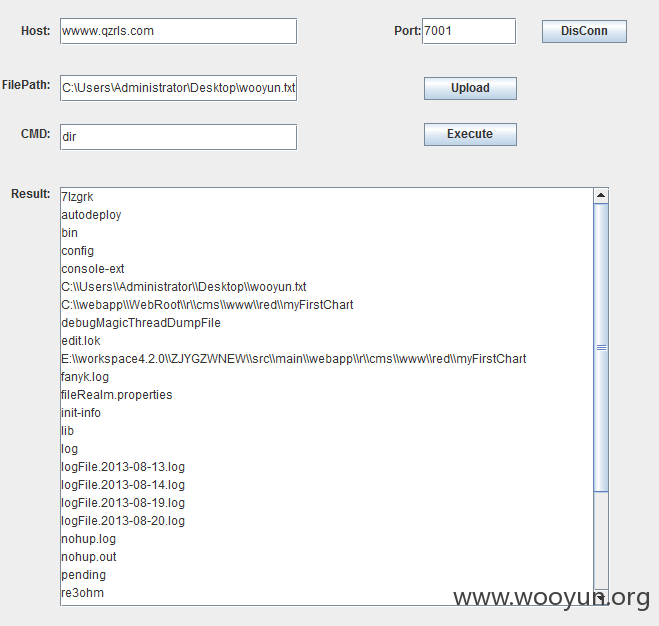 Host: wwww.qzrls.com Port: 7001 DisConn
FilePath: C:\Users\Administrator\Desktop\wooyun.txt Upload
CMD: dir Execute
Result:
7lzgrk
autodeploy
bin
config
console-ext
C:\\Users\\Administrator\\Desktop\\wooyun.txt
C:\\webapp\\WebRoot\\r\\cms\\www\\red\\myFirstChart
debugMagicThreadDumpFile
edit.lok
E:\\workspace4.2.0\\ZJYGZWNEW\\src\\main\\webapp\\r\\cms\\www\\red\\myFirstChart
fanyk.log
fileRealm.properties
init-info
lib
log
logFile.2013-08-13.log
logFile.2013-08-14.log
logFile.2013-08-19.log
logFile.2013-08-20.log
nohup.log
nohup.out
pending
re3ohm
www.wooyun.org